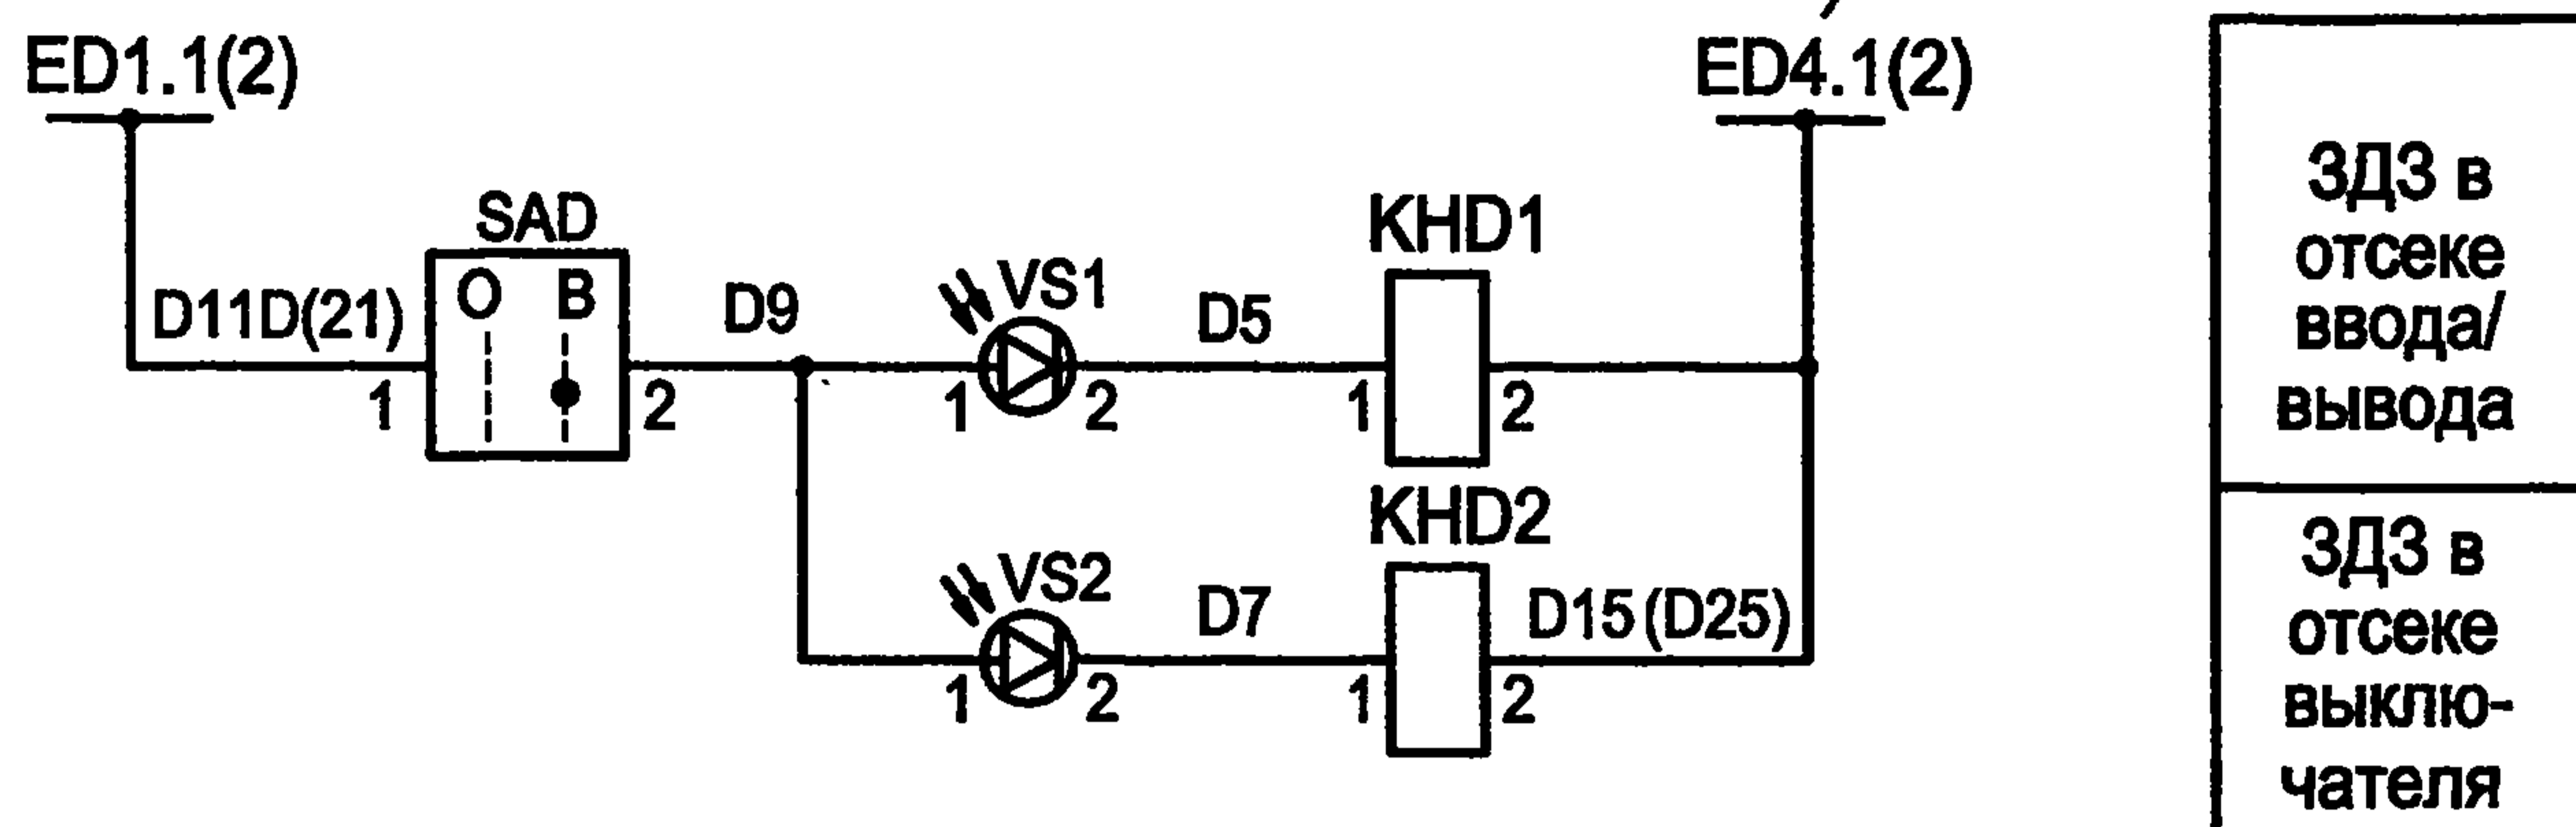 ED1.1(2)
ED4.1(2)
SAD
O B
D11D(21)
1
2
D9
VS1
1
2
D5
KHD1
1
2
VS2
1
2
D7
KHD2
1
2
D15 (D25)
ЗДЗ в
отсеке
ввода/
вывода
ЗДЗ в
отсеке
выклю-
чателя